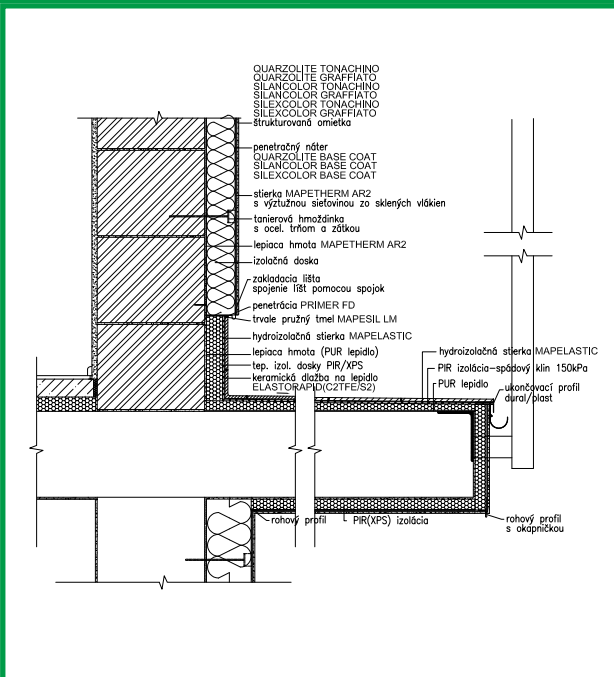 QUARZOLITE TONACHINO
QUARZOLITE GRAFFIATO
SILANCOLOR TONACHINO
SILANCOLOR GRAFFIATO
SILEXCOLOR TONACHINO
SILEXCOLOR GRAFFIATO
štrukturovaná omietka
penetračný náter
QUARZOLITE BASE COAT
SILANCOLOR BASE COAT
SILEXCOLOR BASE COAT
stierka MAPETHERM AR2
s výztužnou sieťovinou zo sklených vlákien
tanierová hmoždinka
s ocel. tŕňom a zátkou
lepiaca hmota MAPETHERM AR2
izolačná doska
zakladacia lišta
spojenie líšt pomocou spojok
penetrácia PRIMER FD
trvale pružný tmel MAPESIL LM
hydroizolačná stierka MAPELASTIC
lepiaca hmota (PUR lepidlo)
tep. izol. dosky PIR/XPS
keramická dlažba na lepidlo
ELASTORAPID(C2TFE/S2)
hydroizolačná stierka MAPELASTIC
PIR izolácia-spádový klin 150kPa
PUR lepidlo
ukončovací profil
dural/plast
rohový profil
PIR(XPS) izolácia
rohový profil
s okapničkou